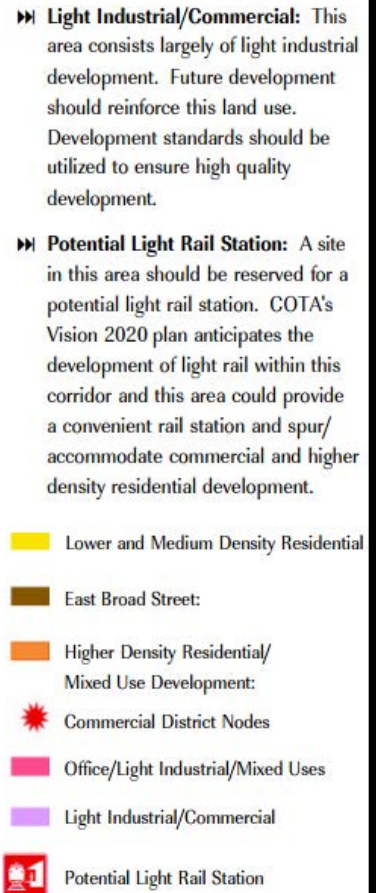 Light Industrial/Commercial: This
area consists largely of light industrial
development. Future development
should reinforce this land use.
Development standards should be
utilized to ensure high quality
development.
Potential Light Rail Station: A site
in this area should be reserved for a
potential light rail station. COTA's
Vision 2020 plan anticipates the
development of light rail within this
corridor and this area could provide
a convenient rail station and spur/
accommodate commercial and higher
density residential development.
Lower and Medium Density Residential
East Broad Street:
Higher Density Residential/
Mixed Use Development:
Commercial District Nodes
Office/Light Industrial/Mixed Uses
Light Industrial/Commercial
Potential Light Rail Station